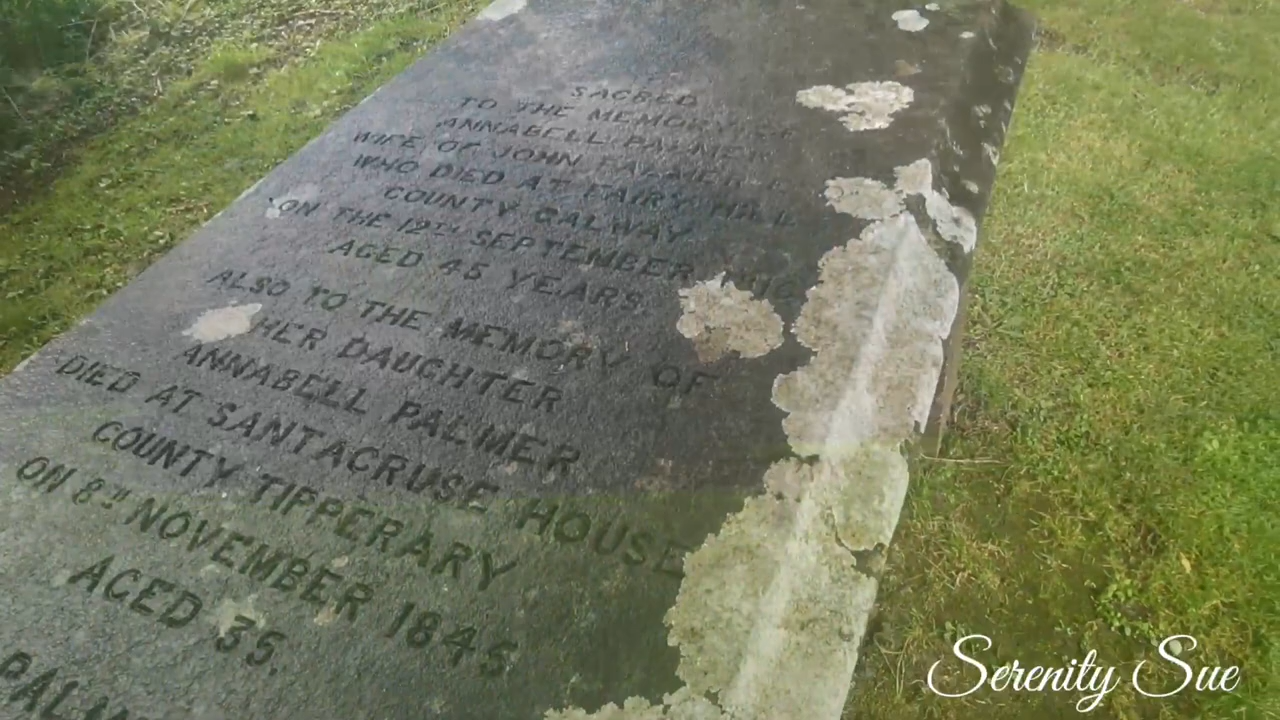 SACRED
TO THE MEMORY OF
ANNABELL PALMER
WIFE OF JOHN PALMER
WHO DIED AT FAIRY HILL
COUNTY GALWAY
ON THE 12TH SEPTEMBER
AGED 45 YEARS
ALSO TO THE MEMORY OF
HER DAUGHTER
ANNABELL PALMER
DIED AT SANTACRUSE HOUSE
COUNTY TIPPERARY
ON 8TH NOVEMBER 1845
AGED 35.
Serenity Sue